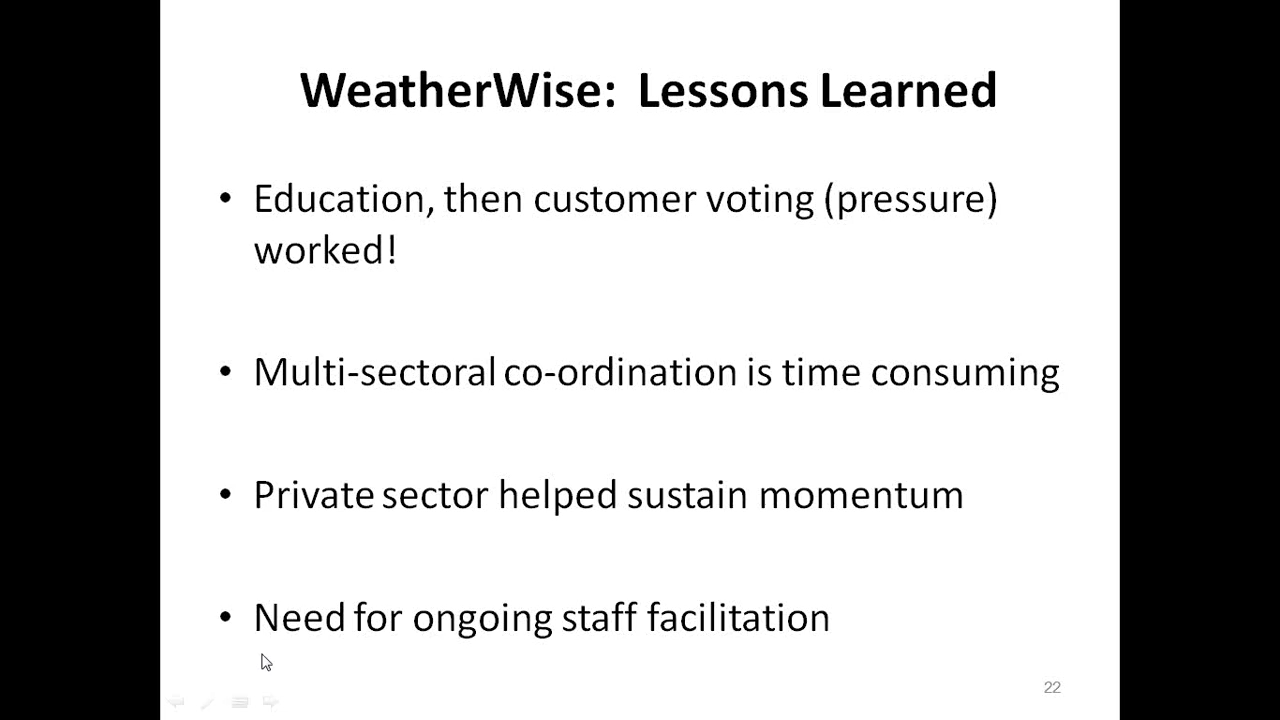 WeatherWise: Lessons Learned
• Education, then customer voting (pressure)
worked!
• Multi-sectoral co-ordination is time consuming
• Private sector helped sustain momentum
• Need for ongoing staff facilitation
22